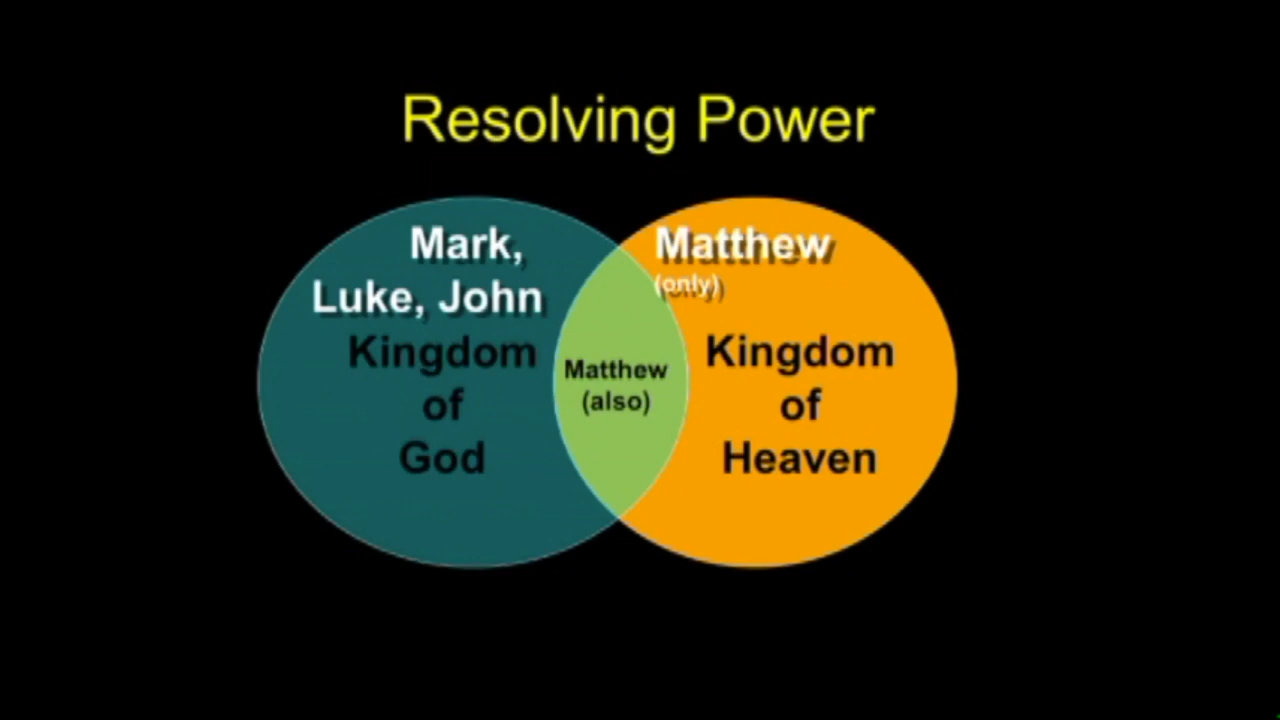 Resolving Power
Mark,
Luke, John
Kingdom
of
God
Matthew
(also)
Matthew
(only)
Kingdom
of
Heaven